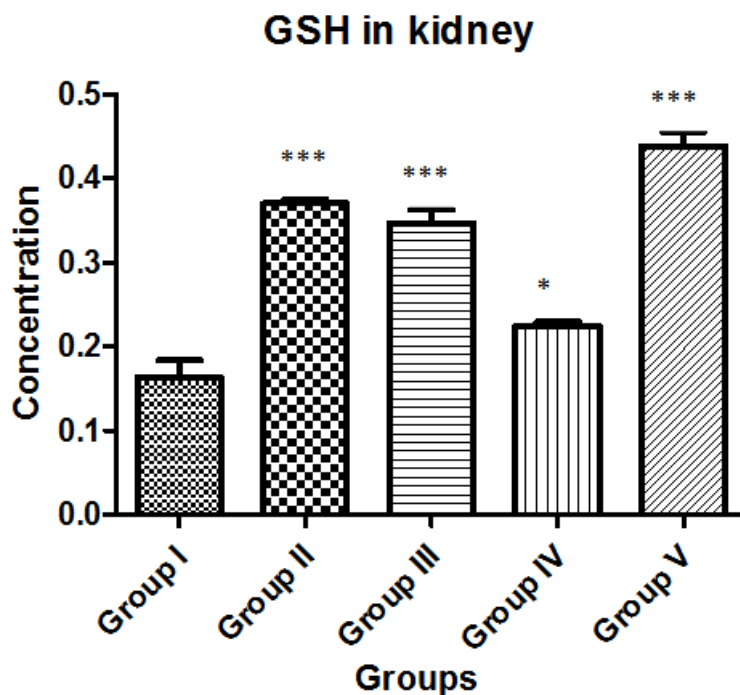 GSH in kidney
Concentration
0.5
0.4
0.3
0.2
0.1
0.0
***
***
***
*
Group I
Group II
Group III
Group IV
Group V
Groups